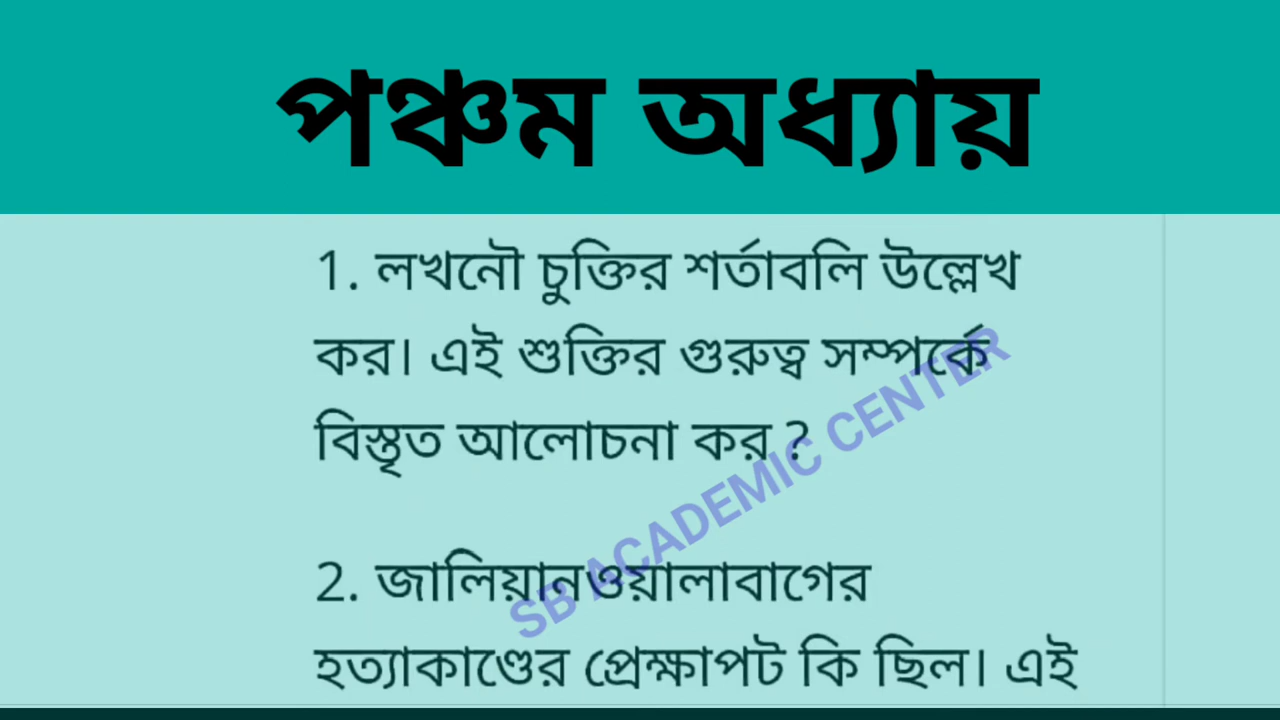 পঞ্চম অধ্যায়
1. লখনৌ চুক্তির শর্তাবলি উল্লেখ
কর। এই শুক্তির গুরুত্ব সম্পর্কে
বিস্তৃত আলোচনা কর ?
SB ACADEMIC CENTER
2. জালিয়ানওয়ালাবাগের
হত্যাকাণ্ডের প্রেক্ষাপট কি ছিল। এই